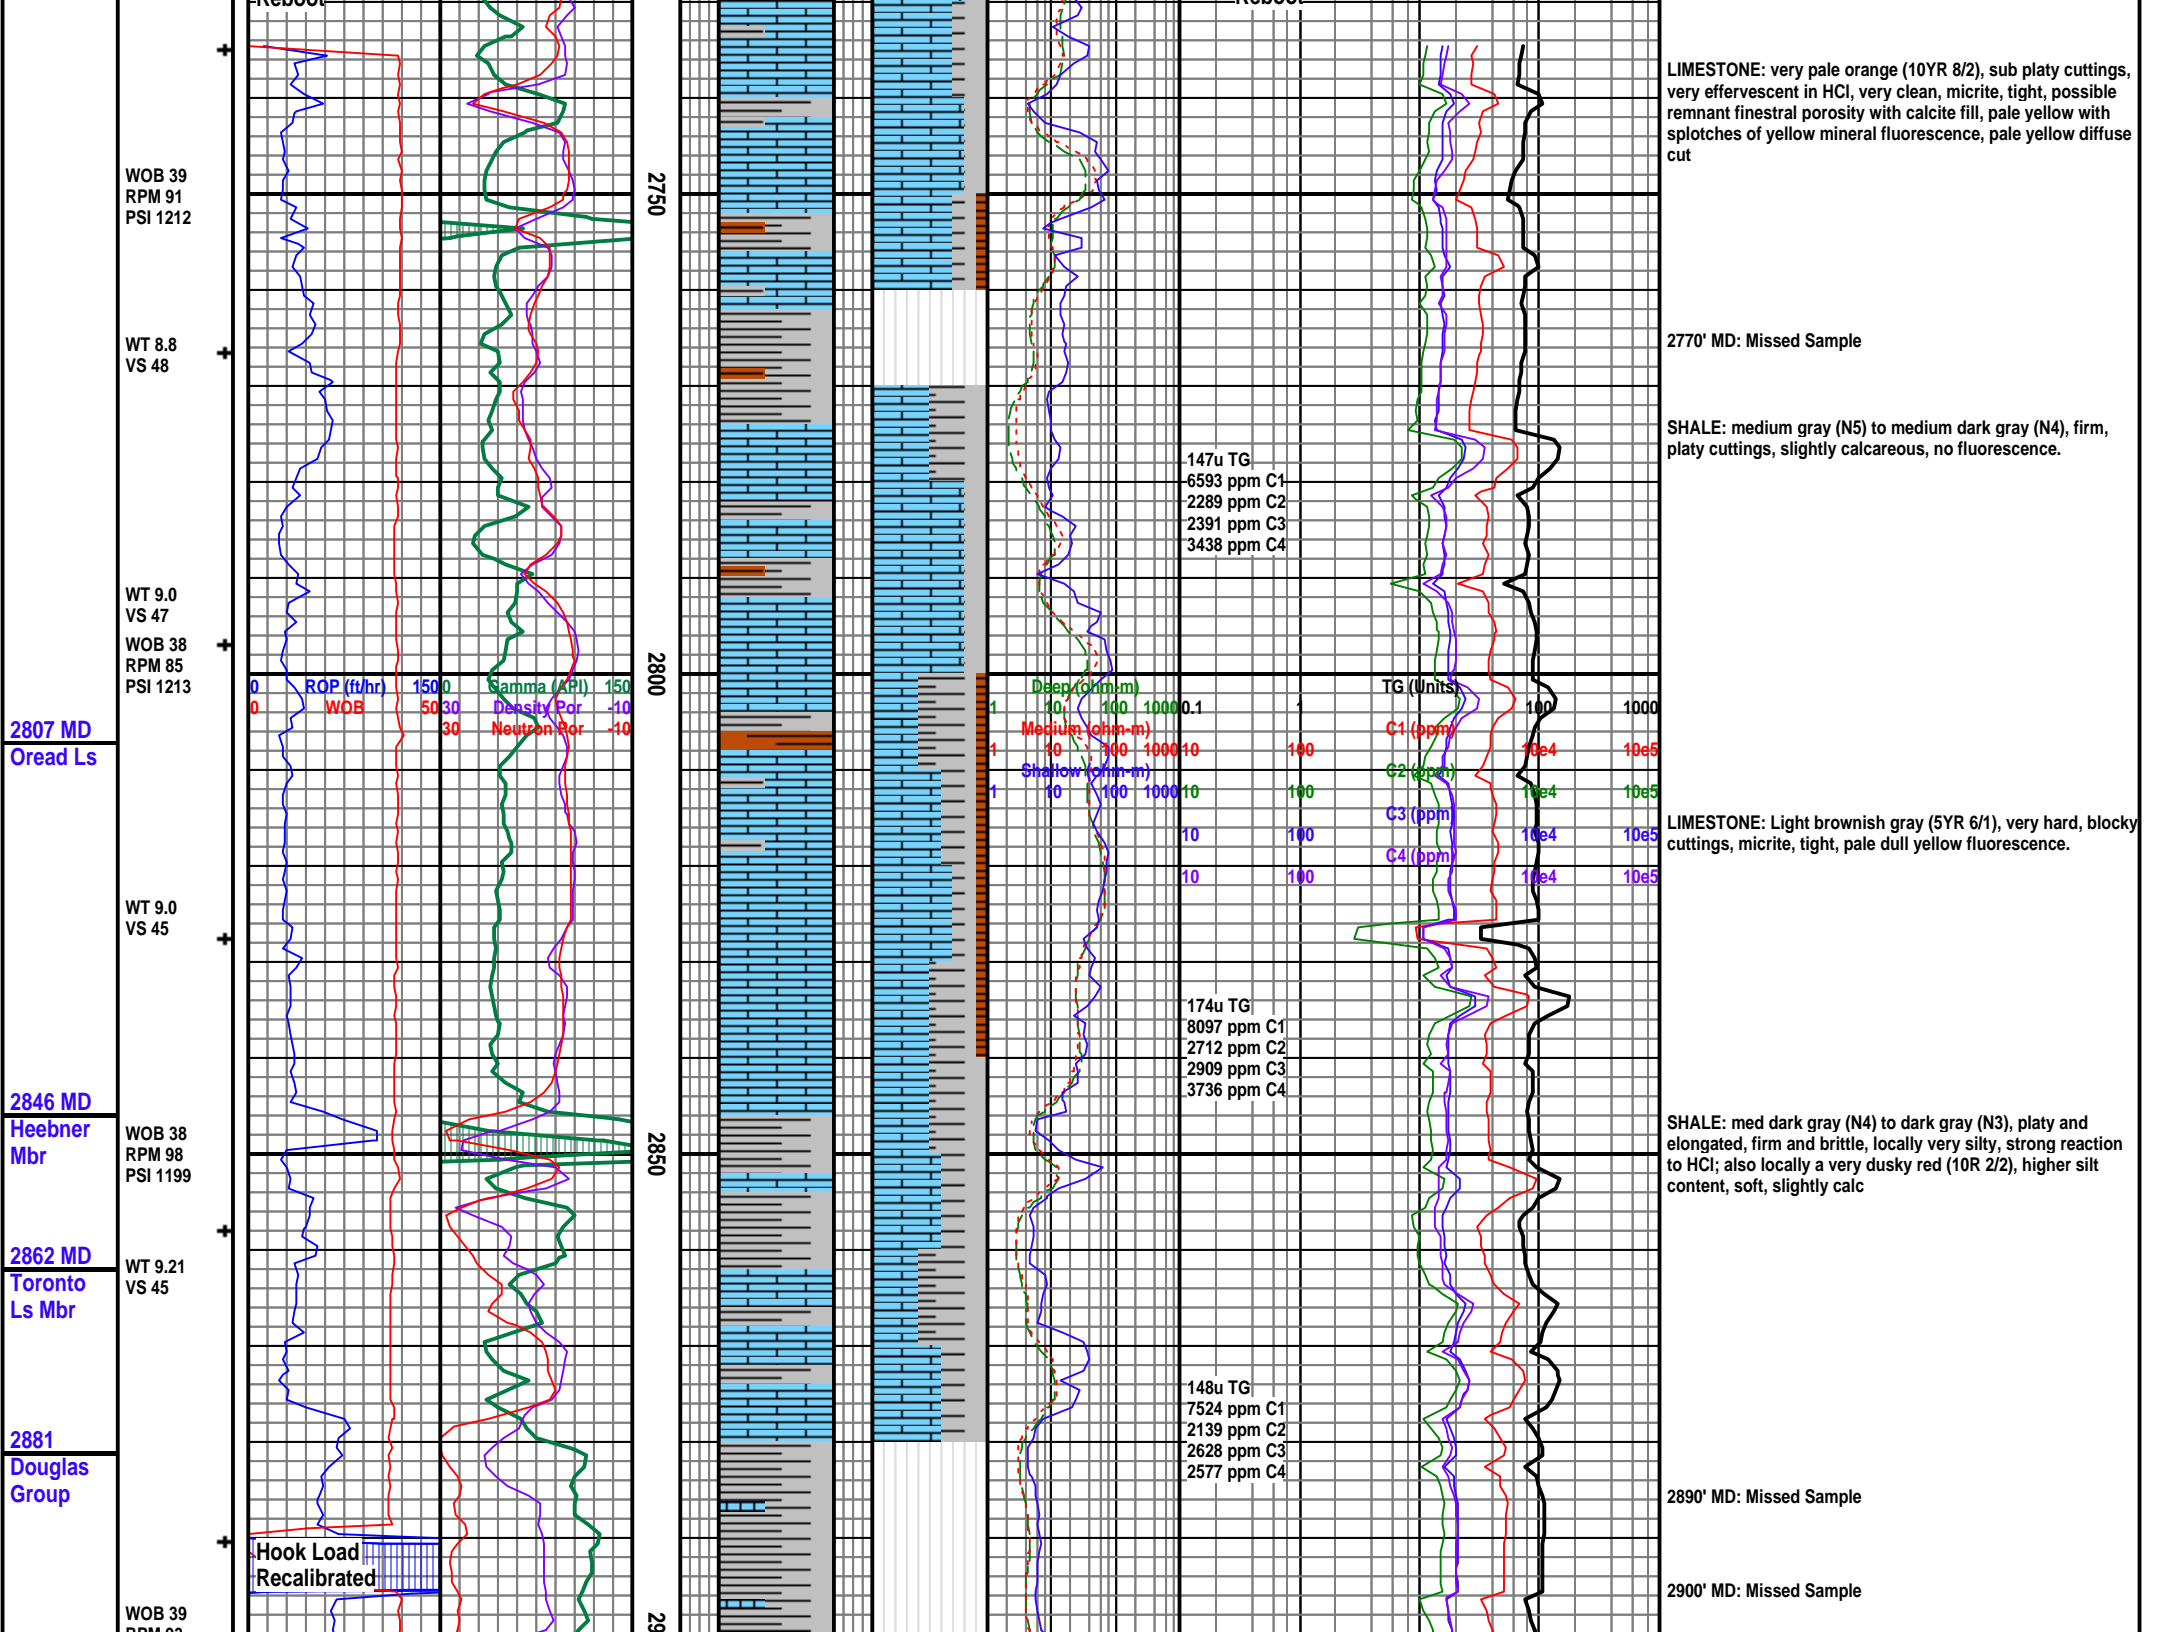 Reboot
Reboot
LIMESTONE: very pale orange (10YR 8/2), sub platy cuttings,
very effervescent in HCl, very clean, micrite, tight, possible
remnant finestral porosity with calcite fill, pale yellow with
splotches of yellow mineral fluorescence, pale yellow diffuse
cut
WOB 39
RPM 91
PSI 1212
2750
WT 8.8
VS 48
2770' MD: Missed Sample
SHALE: medium gray (N5) to medium dark gray (N4), firm,
platy cuttings, slightly calcareous, no fluorescence.
147u TG
6593 ppm C1
2289 ppm C2
2391 ppm C3
3438 ppm C4
WT 9.0
VS 47
WOB 38
RPM 85
PSI 1213
2800
0 ROP (ft/hr) 150
0 WOB 50
0 Gamma (API) 150
30 Density Por -10
30 Neutron Por -10
Deep (ohm-m)
1 10 100 1000
Medium (ohm-m)
1 10 100 1000
Shallow (ohm-m)
1 10 100 1000
TG (Units)
0.1 1 100 1000
C1 (ppm)
10 100 10e4 10e5
C2 (ppm)
10 100 10e4 10e5
C3 (ppm)
10 100 10e4 10e5
C4 (ppm)
10 100 10e4 10e5
2807 MD
Oread Ls
LIMESTONE: Light brownish gray (5YR 6/1), very hard, blocky
cuttings, micrite, tight, pale dull yellow fluorescence.
WT 9.0
VS 45
174u TG
8097 ppm C1
2712 ppm C2
2909 ppm C3
3736 ppm C4
2846 MD
Heebner
Mbr
WOB 38
RPM 98
PSI 1199
2850
SHALE: med dark gray (N4) to dark gray (N3), platy and
elongated, firm and brittle, locally very silty, strong reaction
to HCl; also locally a very dusky red (10R 2/2), higher silt
content, soft, slightly calc
2862 MD
Toronto
Ls Mbr
WT 9.21
VS 45
148u TG
7524 ppm C1
2139 ppm C2
2628 ppm C3
2577 ppm C4
2881
Douglas
Group
2890' MD: Missed Sample
Hook Load
Recalibrated
2900' MD: Missed Sample
WOB 39